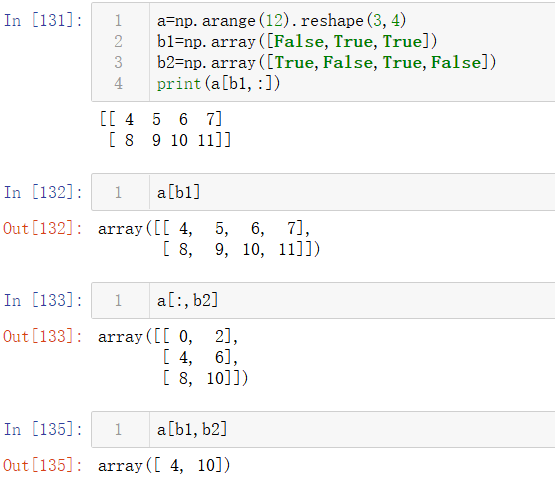 In [131]: 1 a=np.arange(12).reshape(3,4)
2 b1=np.array([False,True,True])
3 b2=np.array([True,False,True,False])
4 print(a[b1,:])
[[ 4  5  6  7]
 [ 8  9 10 11]]
In [132]: 1 a[b1]
Out[132]: array([[ 4,  5,  6,  7],
       [ 8,  9, 10, 11]])
In [133]: 1 a[:,b2]
Out[133]: array([[ 0,  2],
       [ 4,  6],
       [ 8, 10]])
In [135]: 1 a[b1,b2]
Out[135]: array([ 4, 10])